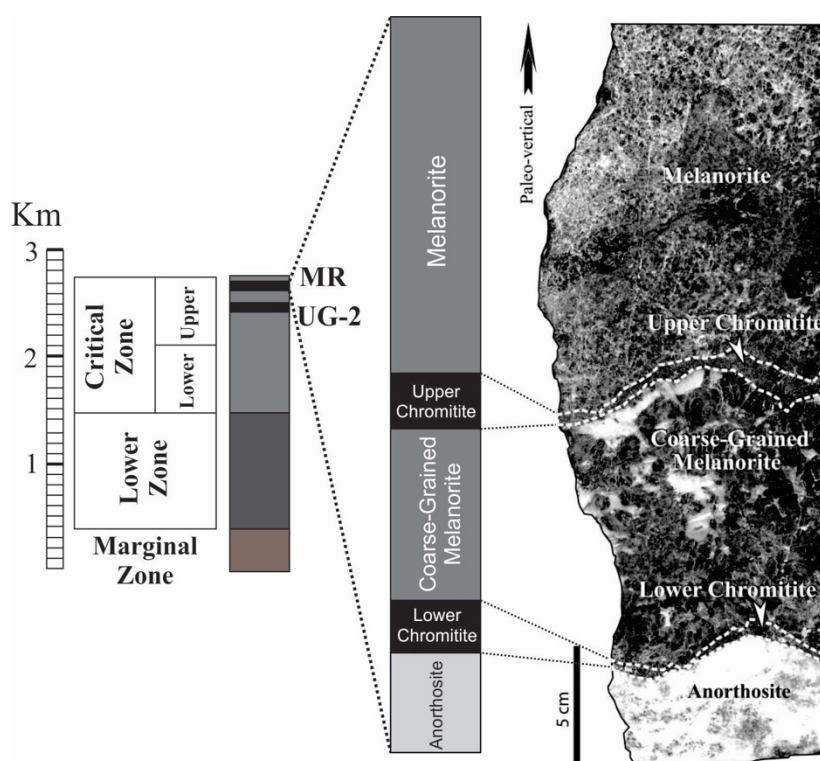 Km
3
2
1
Critical
Zone
Upper
Lower
Lower
Zone
Marginal
Zone
MR
UG-2
Melanorite
Upper
Chromitite
Coarse-Grained
Melanorite
Lower
Chromitite
Anorthosite
Paleo-vertical
5 cm
Melanorite
Upper Chromitite
Coarse-Grained
Melanorite
Lower Chromitite
Anorthosite